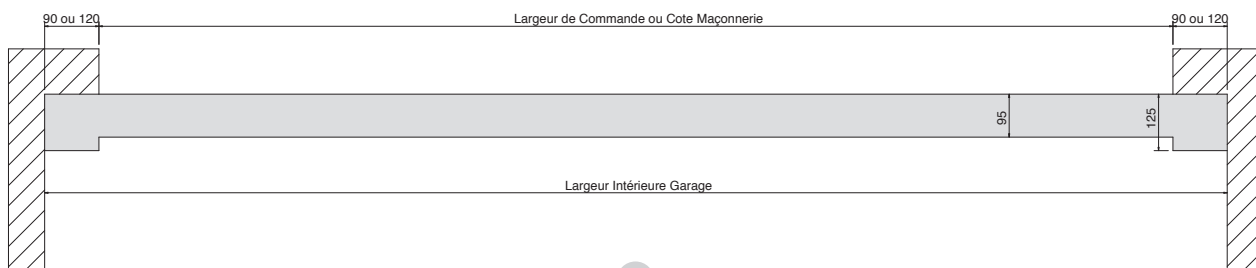 90 ou 120
Largeur de Commande ou Cote Maçonnerie
90 ou 120
95
125
Largeur Intérieure Garage